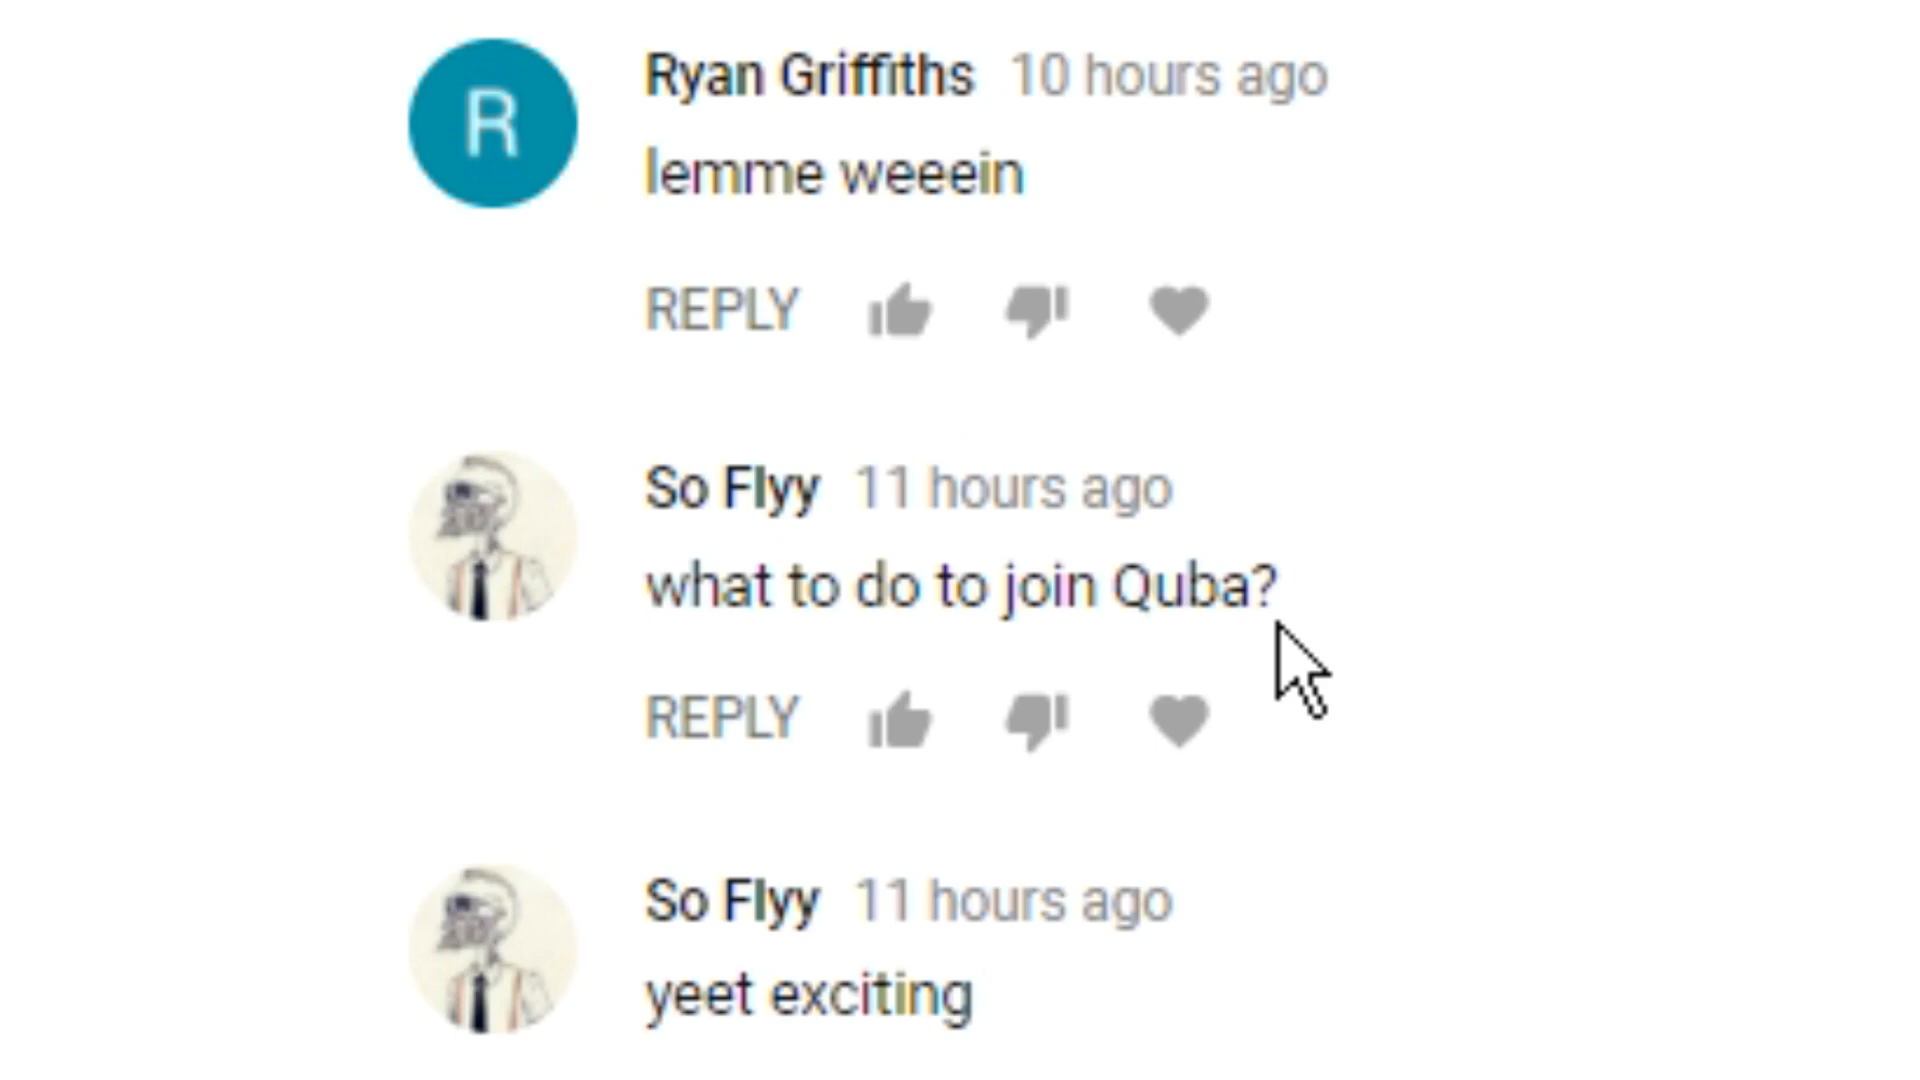 R
Ryan Griffiths 10 hours ago
lemme weeein
REPLY
So Flyy 11 hours ago
what to do to join Quba?
REPLY
So Flyy 11 hours ago
yeet exciting